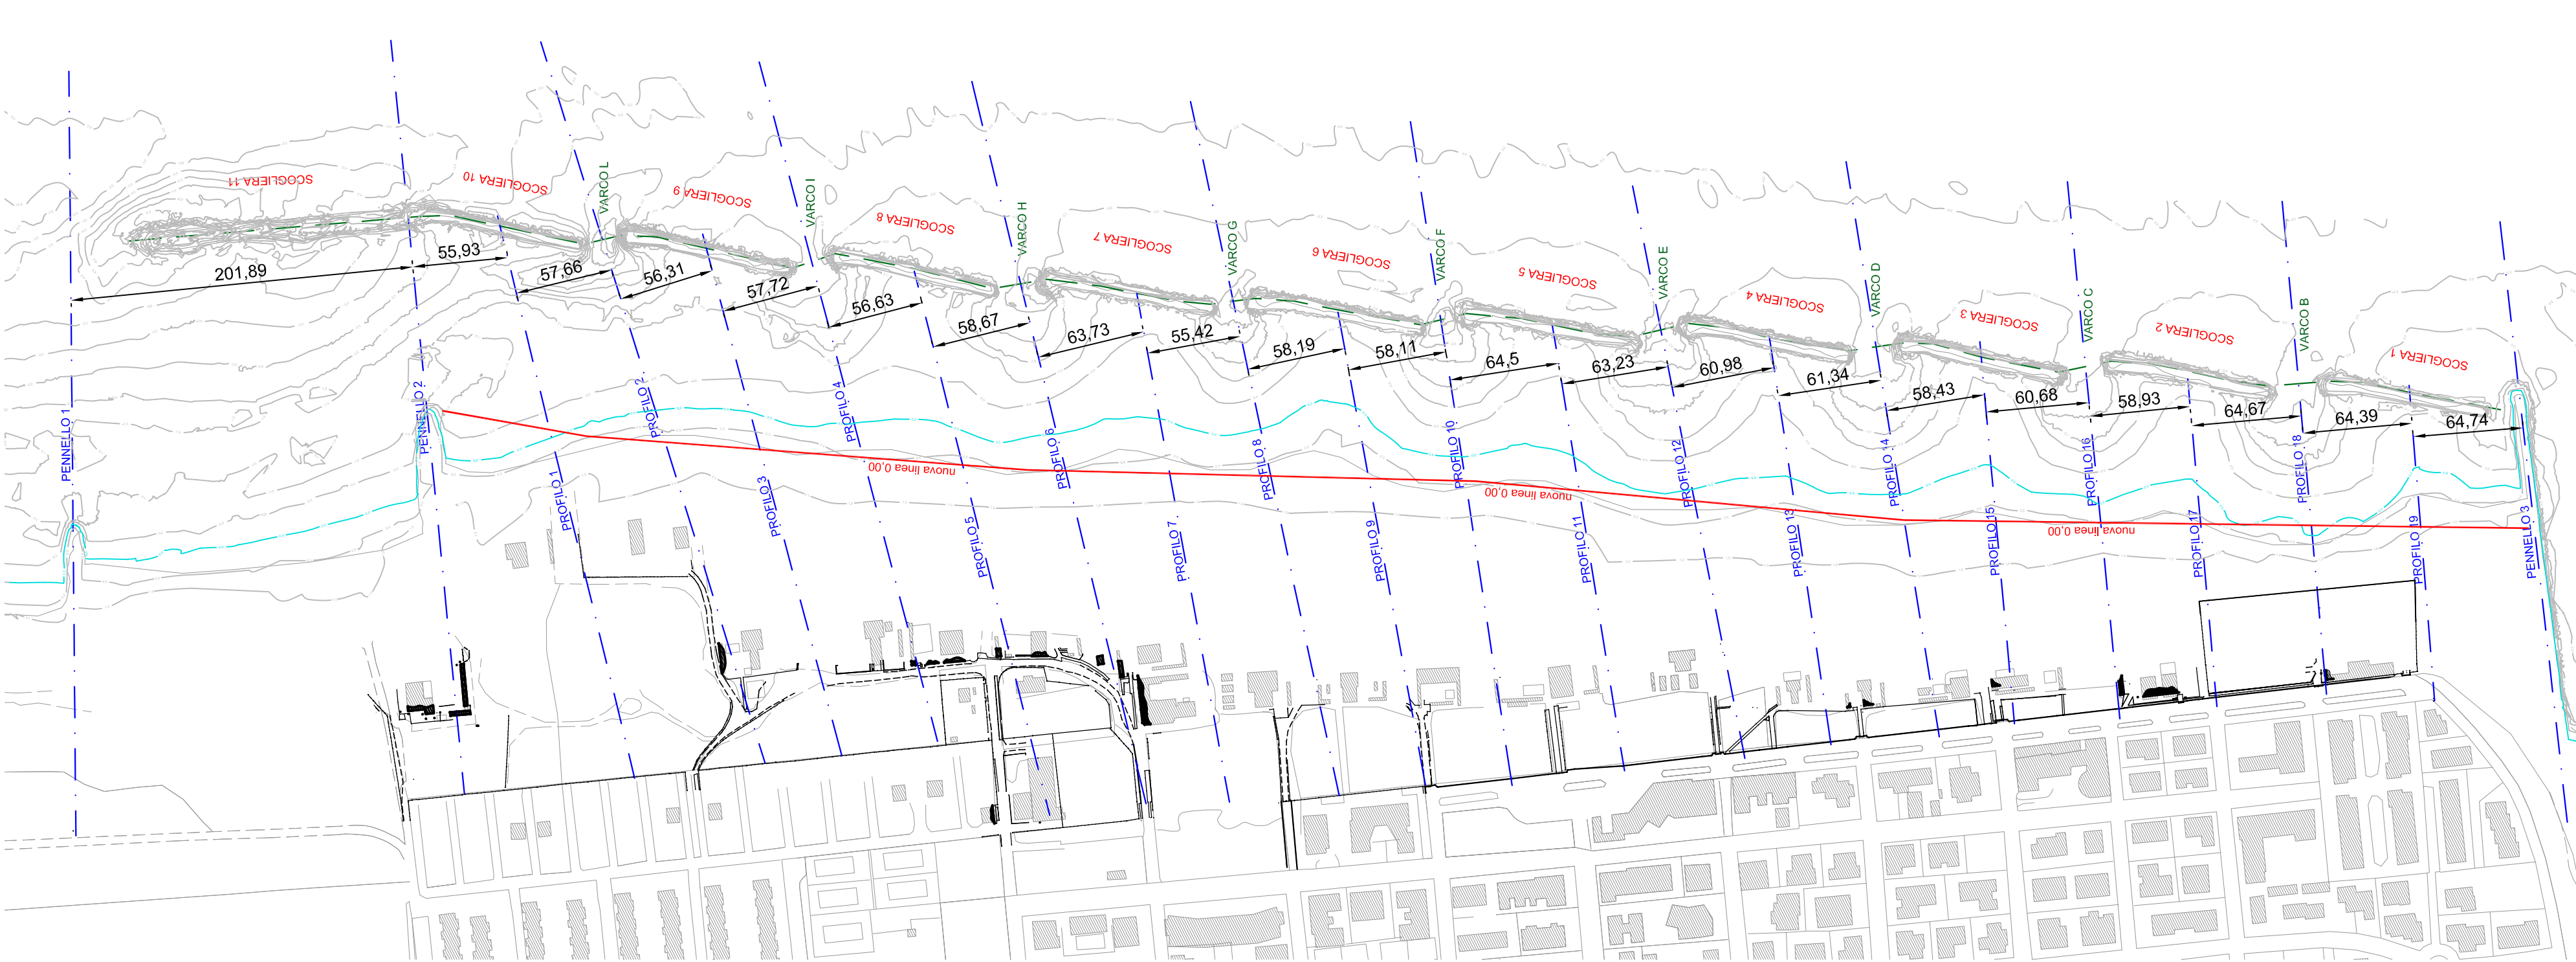 SCOGLIERA 11
SCOGLIERA 10
VARCO L
SCOGLIERA 9
VARCO I
SCOGLIERA 8
VARCO H
SCOGLIERA 7
VARCO G
SCOGLIERA 6
VARCO F
SCOGLIERA 5
VARCO E
SCOGLIERA 4
VARCO D
SCOGLIERA 3
VARCO C
SCOGLIERA 2
VARCO B
SCOGLIERA 1
201,89
55,93
57,66
56,31
57,72
56,63
58,67
63,73
55,42
58,19
58,11
64,5
63,23
60,98
61,34
58,43
60,68
58,93
64,67
64,39
64,74
PENNELLO 1
PENNELLO 2
PROFILO 1
PROFILO 2
PROFILO 3
PROFILO 4
PROFILO 5
PROFILO 6
PROFILO 7
PROFILO 8
PROFILO 9
PROFILO 10
PROFILO 11
PROFILO 12
PROFILO 13
PROFILO 14
PROFILO 15
PROFILO 16
PROFILO 17
PROFILO 18
PROFILO 19
PENNELLO 3
nuova linea 0,00
nuova linea 0,00
nuova linea 0,00